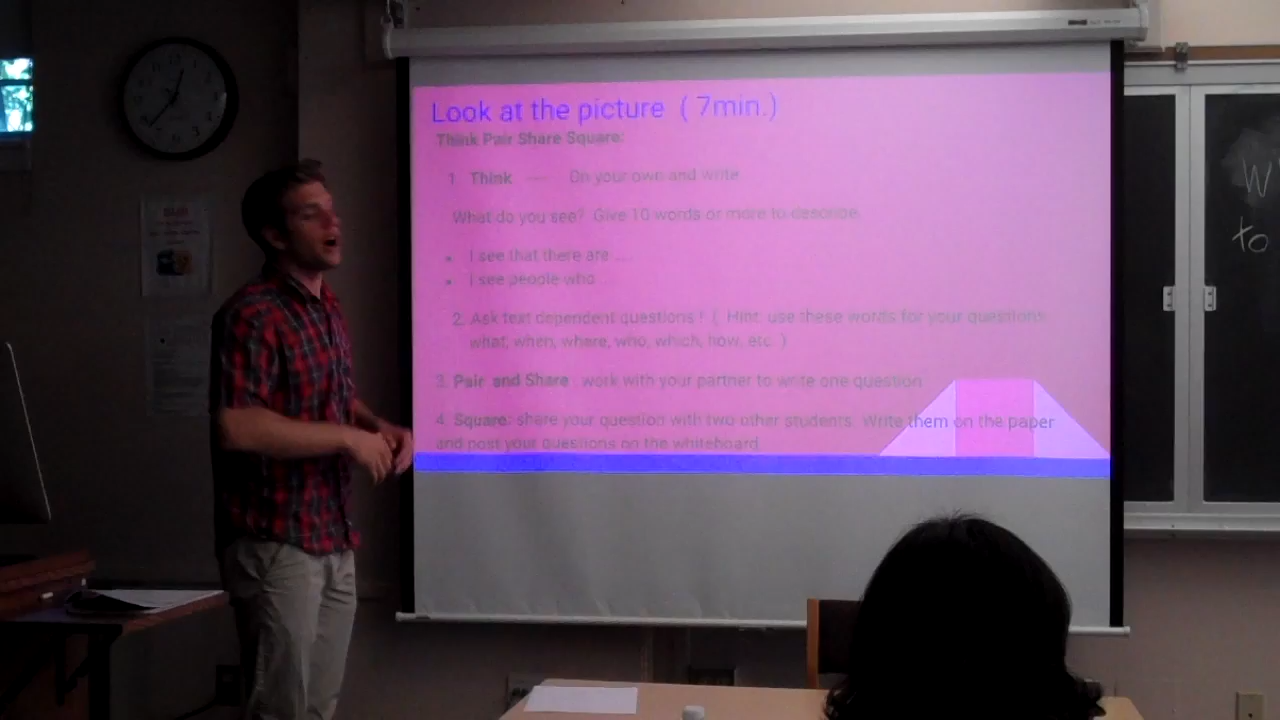 Look at the picture ( 7min.)
Think Pair Share Square:
1 Think ---- On your own and write
What do you see? Give 10 words or more to describe.
• I see that there are ....
• I see people who
2. Ask text dependent questions ! ( Hint: use these words for your questions:
what, when, where, who, which, how, etc. )
3. Pair and Share : work with your partner to write one question.
4. Square: share your question with two other students. Write them on the paper
and post your questions on the whiteboard.
to